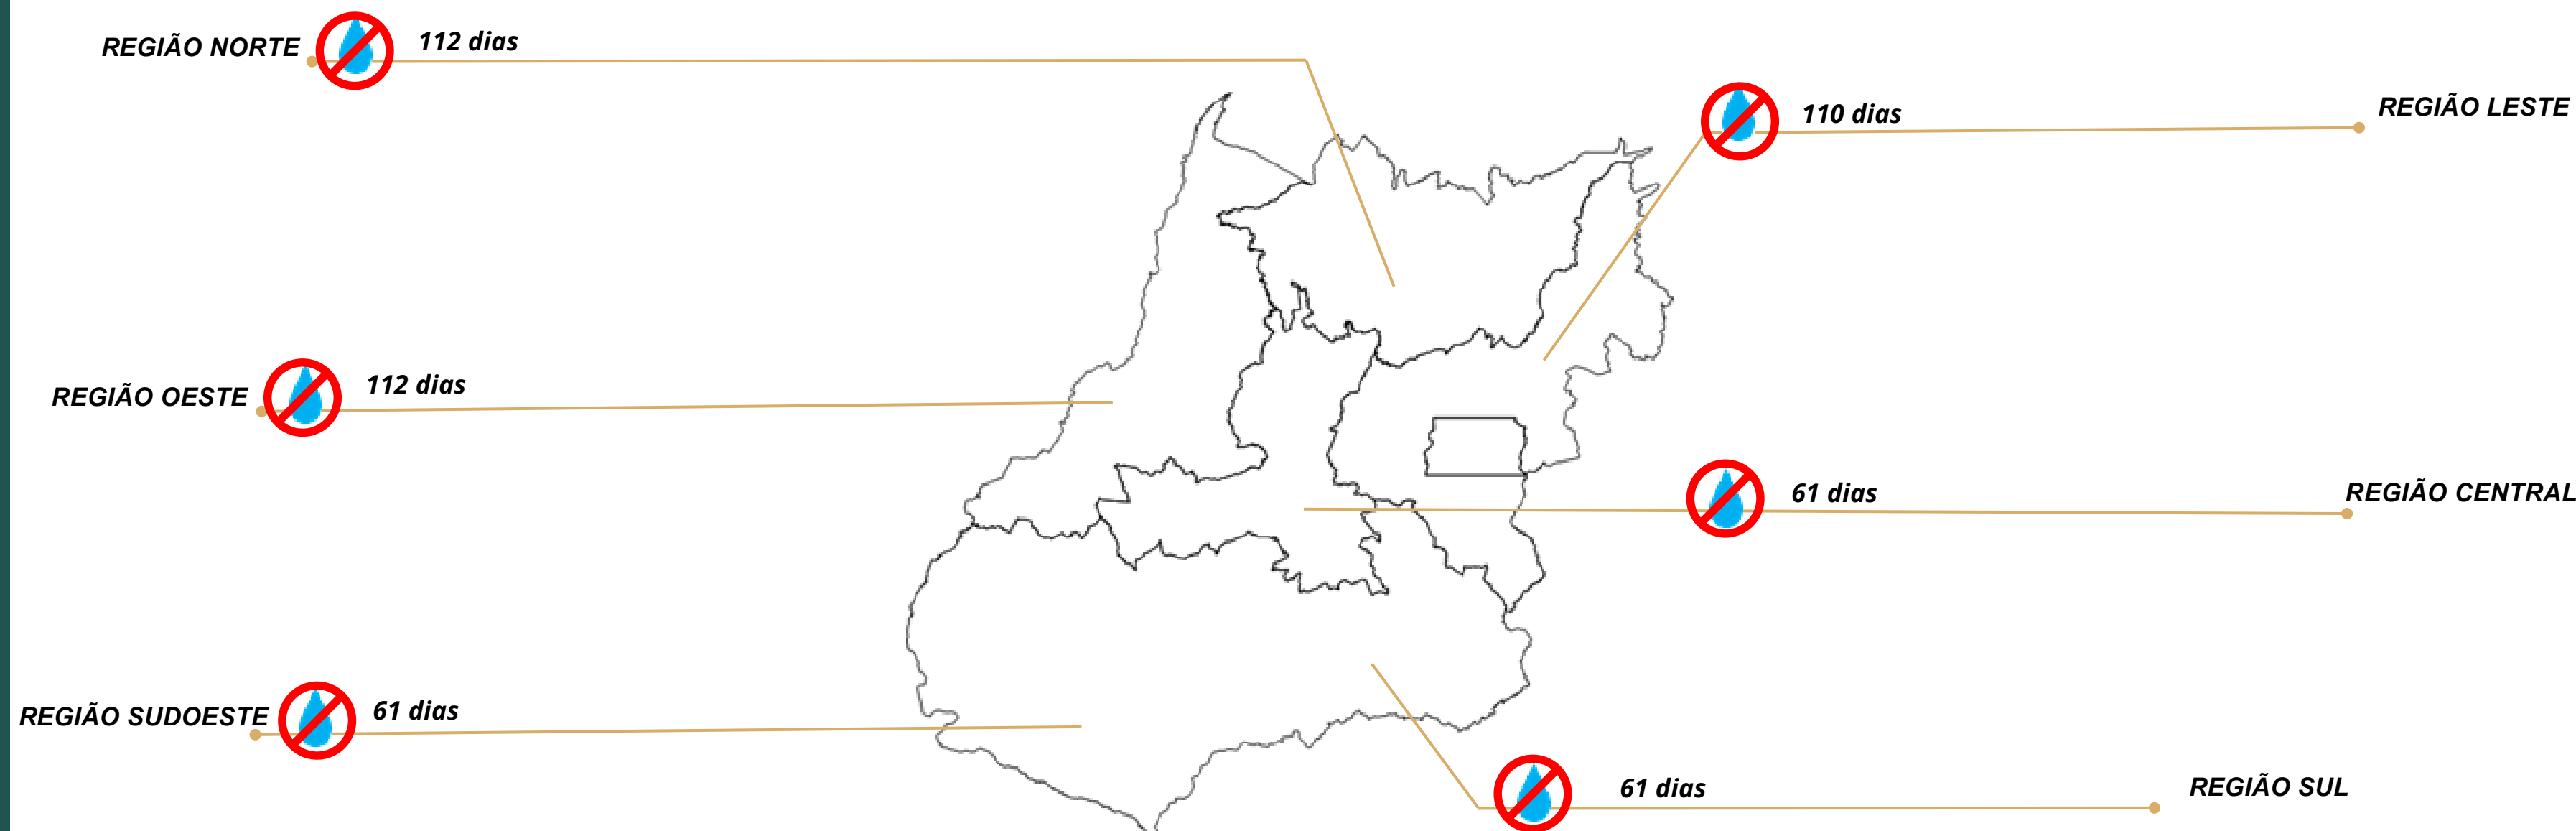 REGIÃO NORTE 112 dias
110 dias REGIÃO LESTE
REGIÃO OESTE 112 dias
61 dias REGIÃO CENTRAL
REGIÃO SUDOESTE 61 dias
61 dias REGIÃO SUL